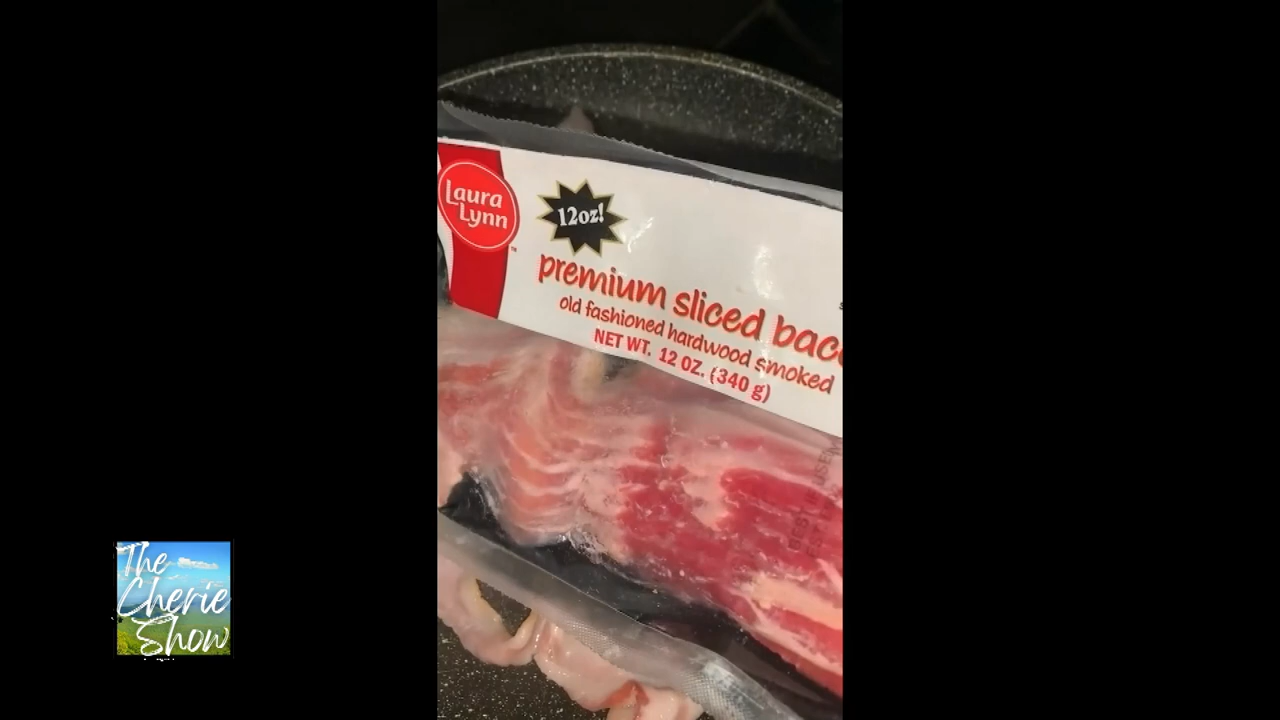 Laura
Lynn
12oz!
premium sliced bac
old fashioned hardwood smoked
NET WT. 12 OZ. (340 g)
The
Cherie
Show